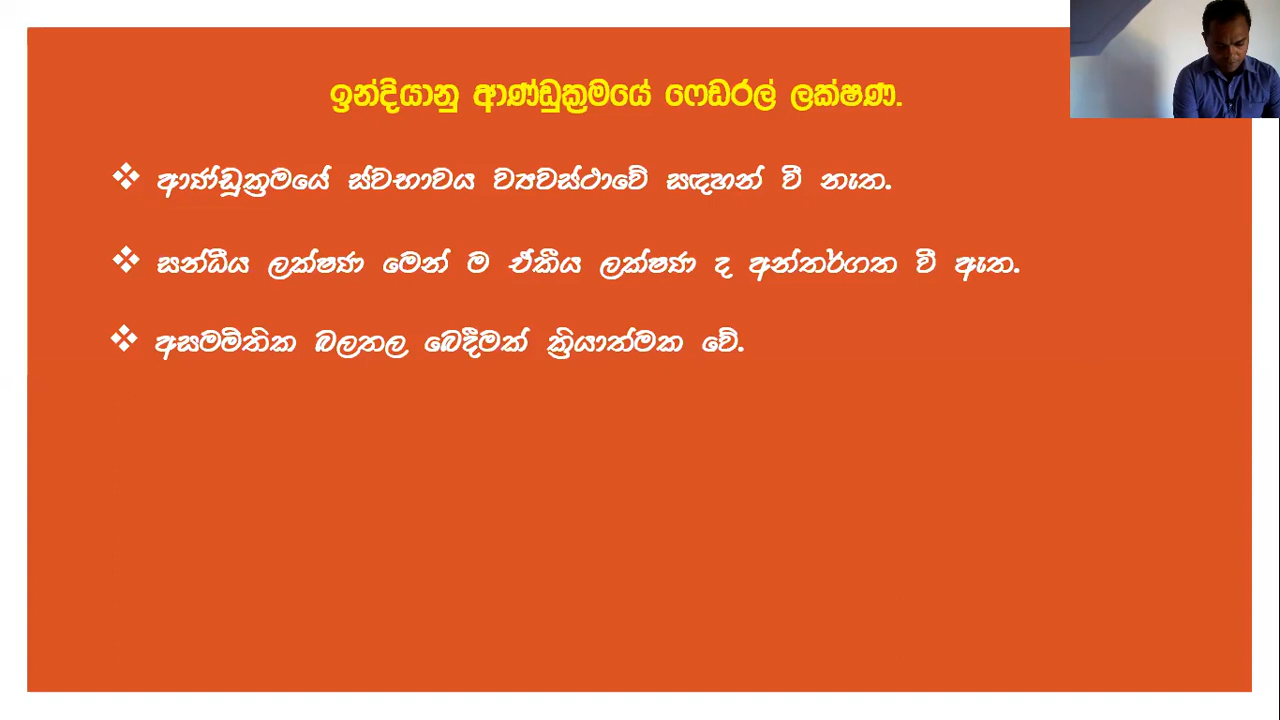 ඉන්දියානු ආණ්ඩුක්‍රමයේ ෆෙඩරල් ලක්ෂණ.
❖ ආණ්ඩූක්‍රමයේ ස්වභාවය ව්‍යවස්ථාවේ සඳහන් වී නැත.
❖ සන්ධීය ලක්ෂණ මෙන් ම ඒකීය ලක්ෂණ ද අන්තර්ගත වී ඇත.
❖ අසමමිතික බලතල බෙදීමක් ක්‍රියාත්මක වේ.